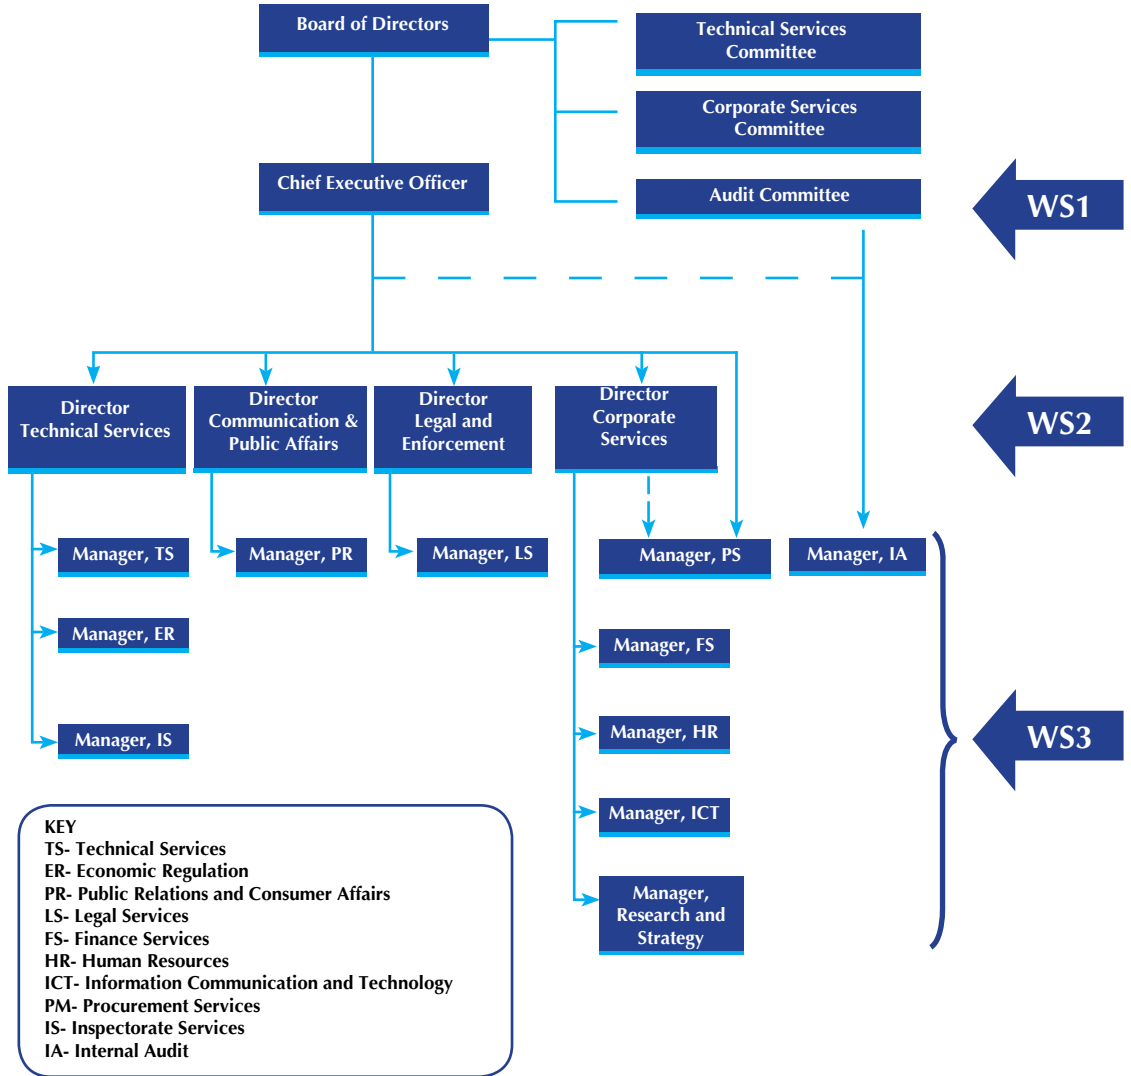 Board of Directors
Technical Services
Committee
Corporate Services
Committee
Chief Executive Officer
Audit Committee
WS1
Director
Technical Services
Director
Communication &
Public Affairs
Director
Legal and
Enforcement
Director
Corporate
Services
WS2
Manager, TS
Manager, PR
Manager, LS
Manager, PS
Manager, IA
Manager, ER
Manager, FS
Manager, IS
Manager, HR
WS3
Manager, ICT
Manager,
Research and
Strategy
KEY
TS- Technical Services
ER- Economic Regulation
PR- Public Relations and Consumer Affairs
LS- Legal Services
FS- Finance Services
HR- Human Resources
ICT- Information Communication and Technology
PM- Procurement Services
IS- Inspectorate Services
IA- Internal Audit